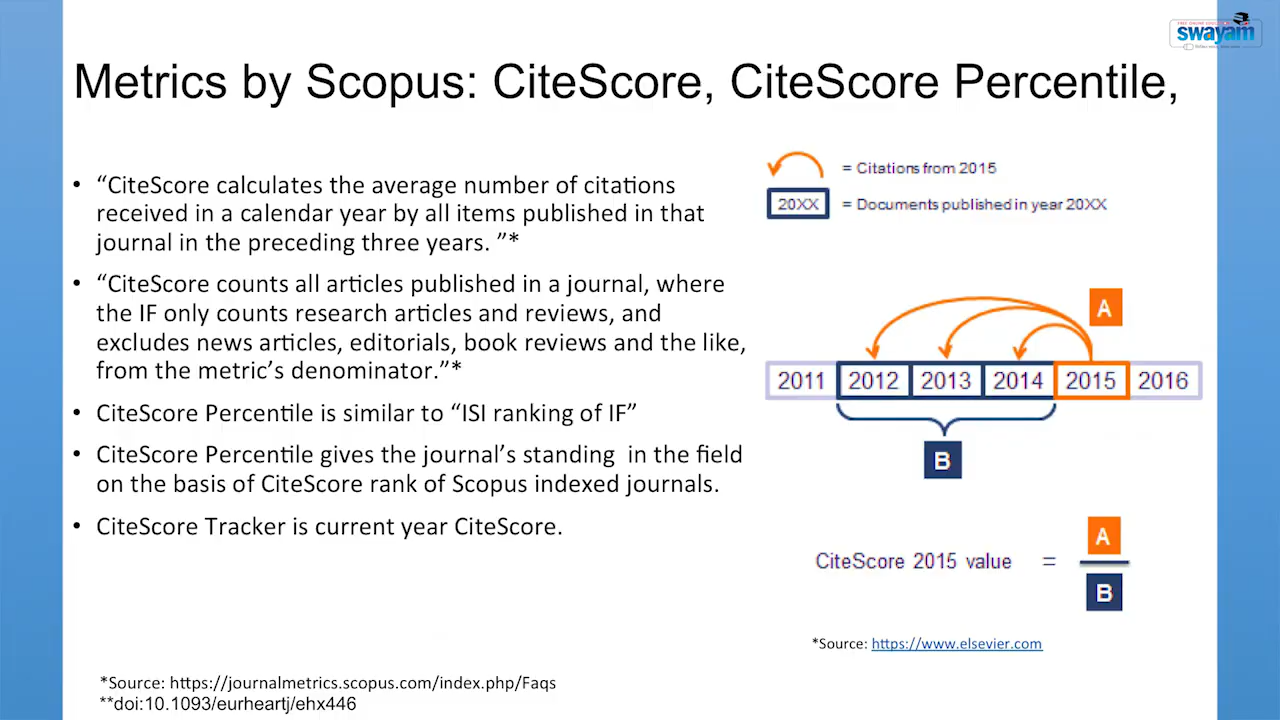 swayam
Metrics by Scopus: CiteScore, CiteScore Percentile,
• “CiteScore calculates the average number of citations
received in a calendar year by all items published in that
journal in the preceding three years. ”*
• “CiteScore counts all articles published in a journal, where
the IF only counts research articles and reviews, and
excludes news articles, editorials, book reviews and the like,
from the metric’s denominator.”*
• CiteScore Percentile is similar to “ISI ranking of IF”
• CiteScore Percentile gives the journal’s standing in the field
on the basis of CiteScore rank of Scopus indexed journals.
• CiteScore Tracker is current year CiteScore.
= Citations from 2015
20XX = Documents published in year 20XX
A
2011 2012 2013 2014 2015 2016
B
A
CiteScore 2015 value =
B
*Source: https://www.elsevier.com
*Source: https://journalmetrics.scopus.com/index.php/Faqs
**doi:10.1093/eurheartj/ehx446